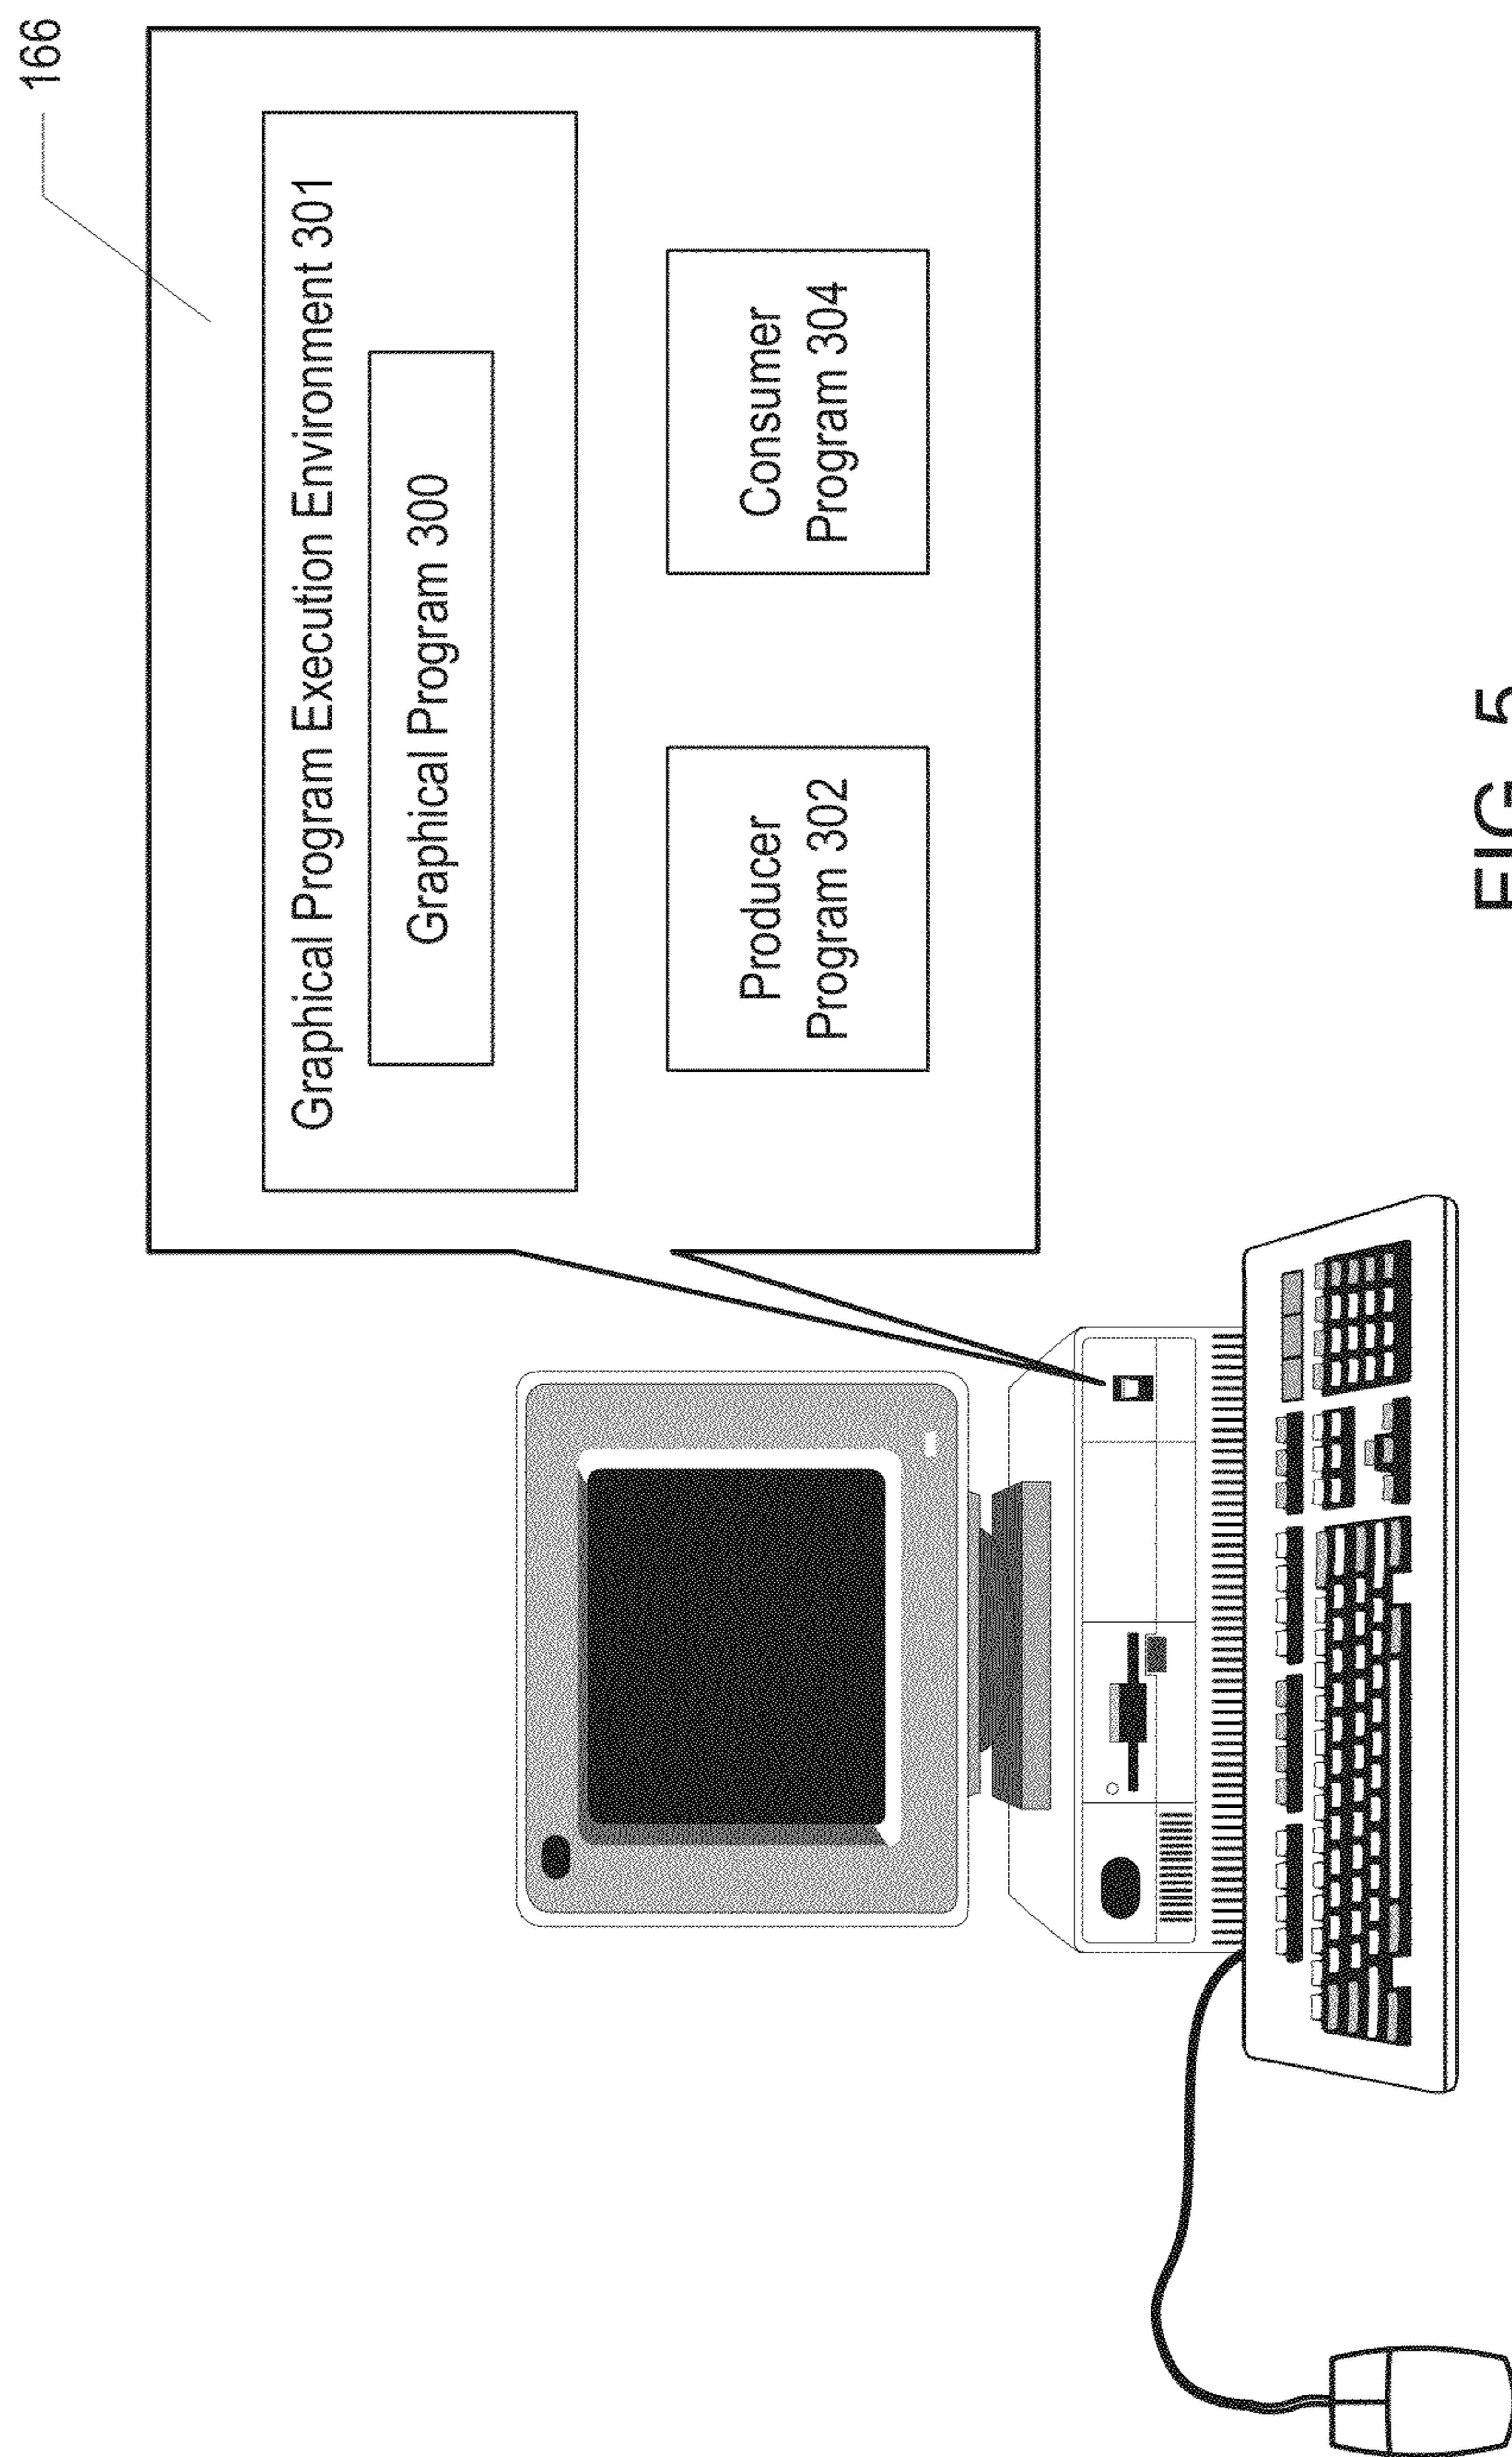 166
Graphical Program Execution Environment 301
Graphical Program 300
Producer
Program 302
Consumer
Program 304
FIG. 5